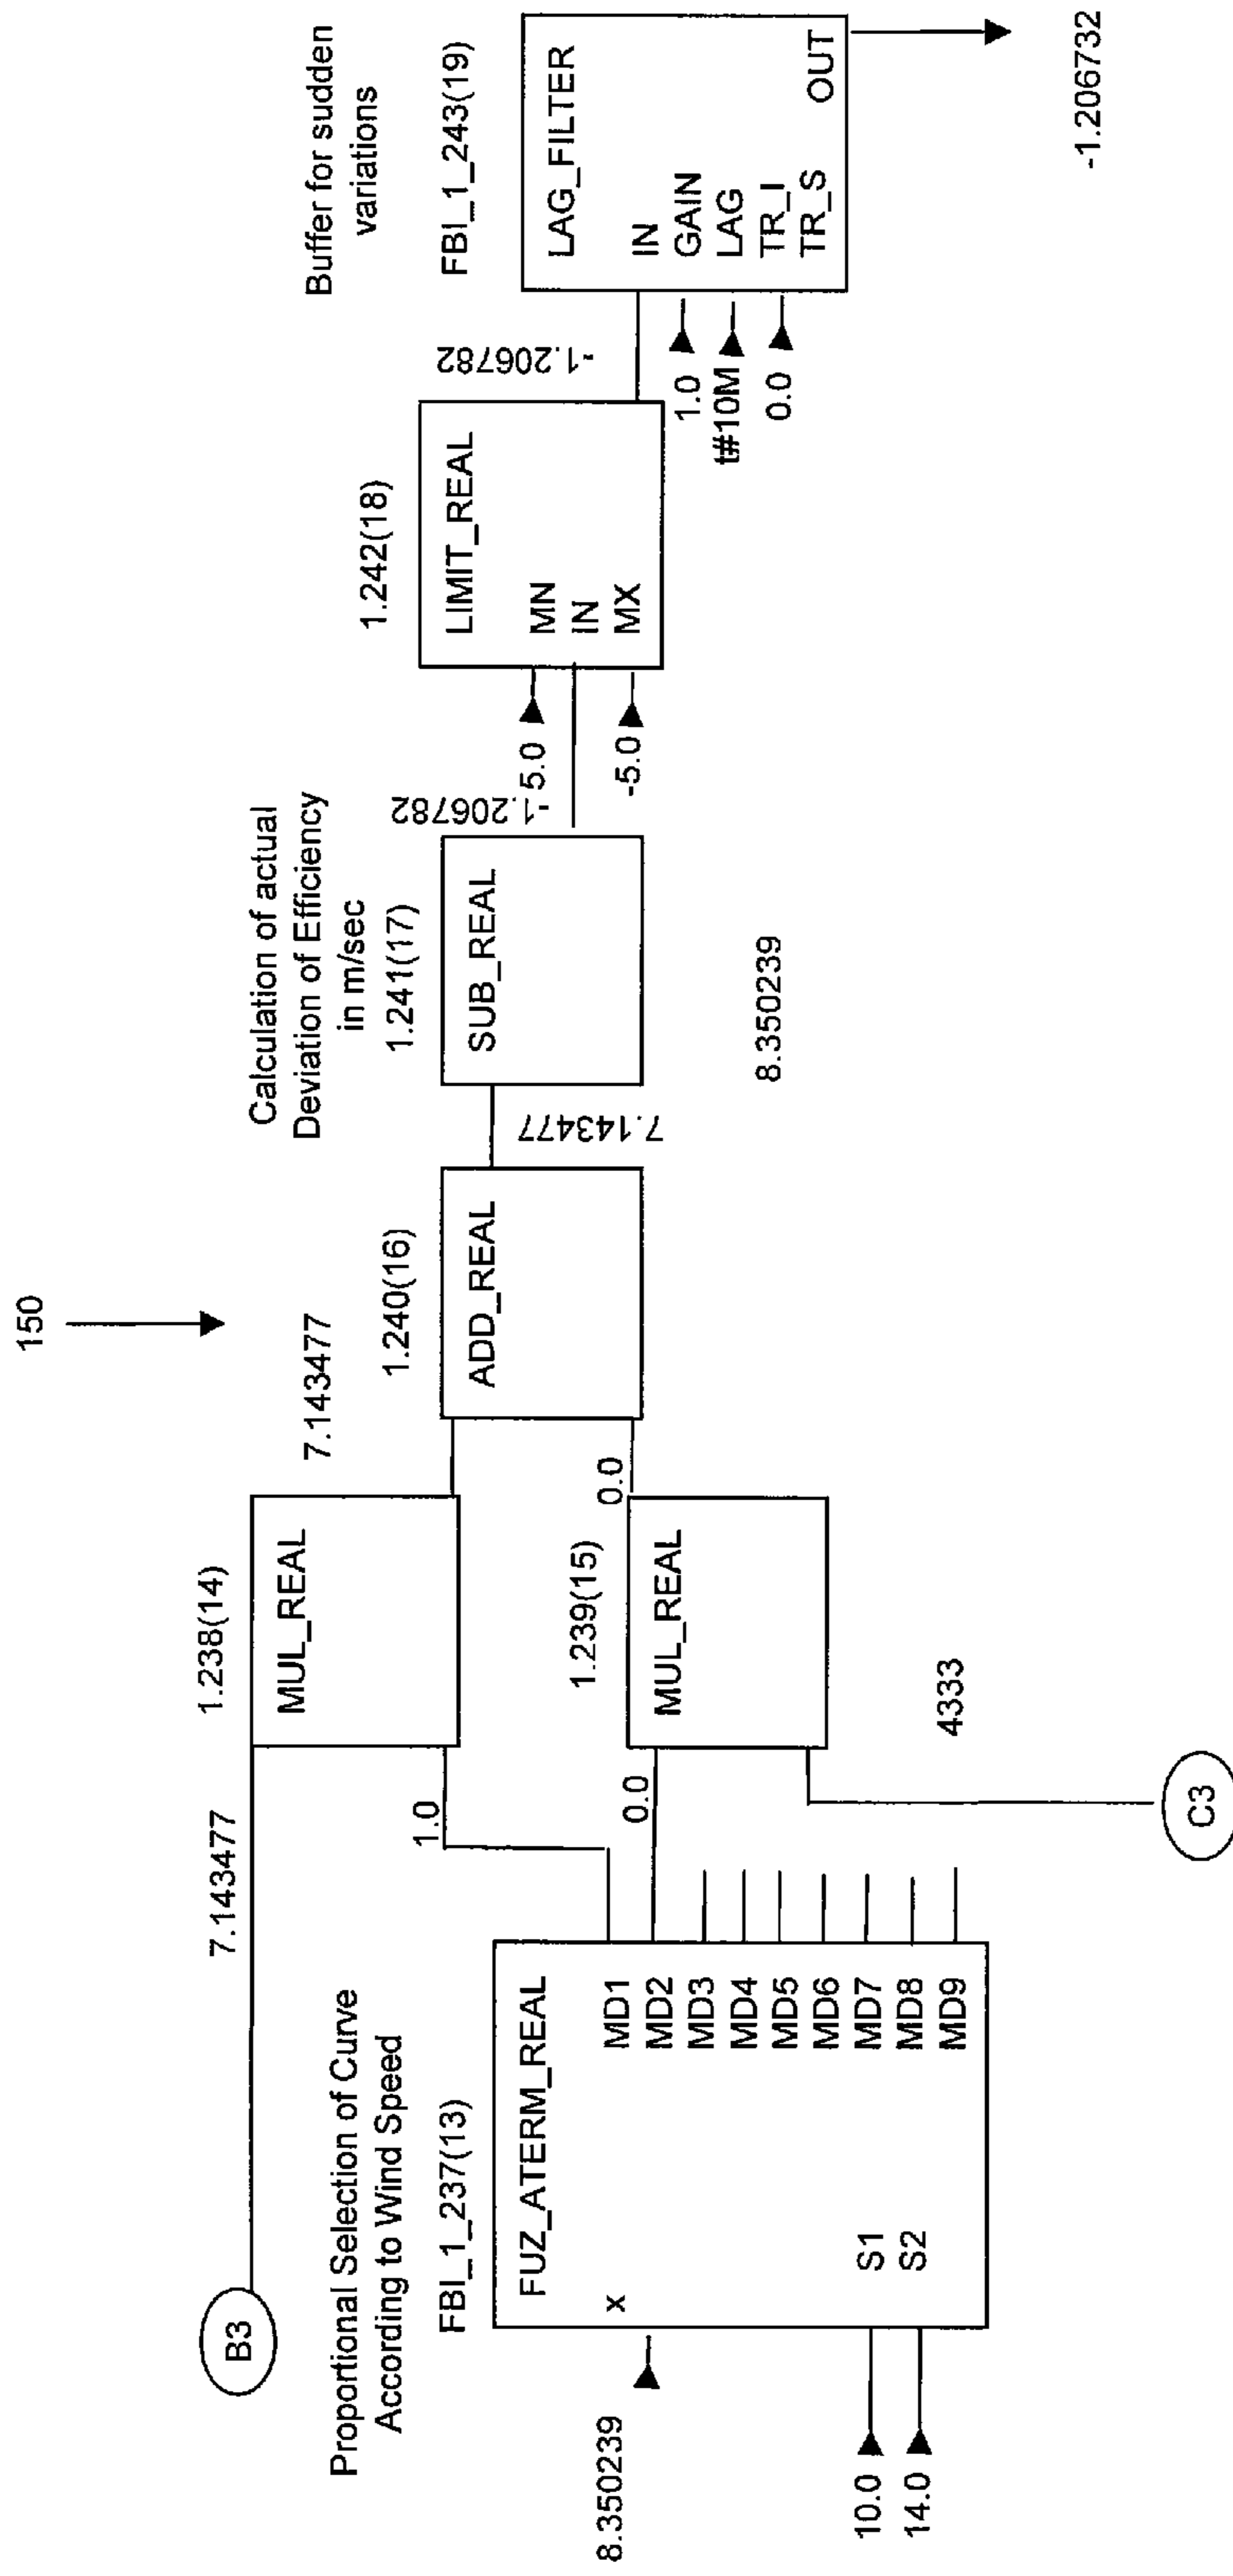 150
B3
7.143477
1.238(14)
MUL_REAL
7.143477
1.0
Proportional Selection of Curve
According to Wind Speed
FBI_1_237(13)
FUZ_ATERM_REAL
x
MD1
MD2
MD3
MD4
MD5
MD6
MD7
MD8
MD9
S1
S2
8.350239
10.0
14.0
0.0
1.239(15)
MUL_REAL
0.0
4333
C3
1.240(16)
ADD_REAL
7.143477
Calculation of actual
Deviation of Efficiency
in m/sec
1.241(17)
SUB_REAL
8.350239
-1.206782
1.242(18)
LIMIT_REAL
MN
IN
MX
-5.0
-5.0
-1.206782
Buffer for sudden
variations
FBI_1_243(19)
LAG_FILTER
IN
GAIN
LAG
TR_I
TR_S
OUT
1.0
t#10M
0.0
-1.206732